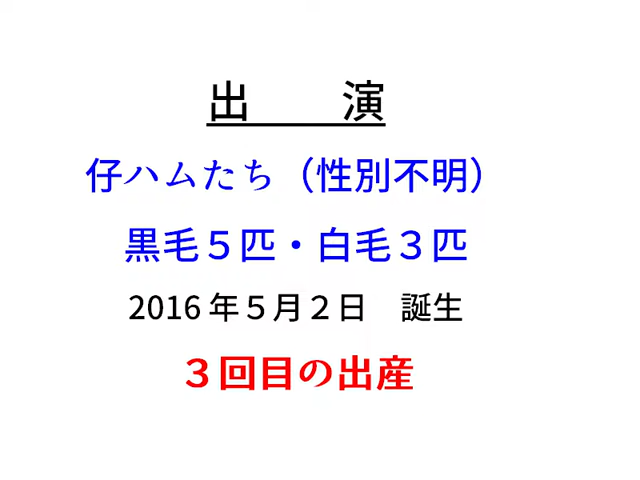 出　　演
仔ハムたち（性別不明）
黒毛５匹・白毛３匹
2016年５月２日　誕生
３回目の出産